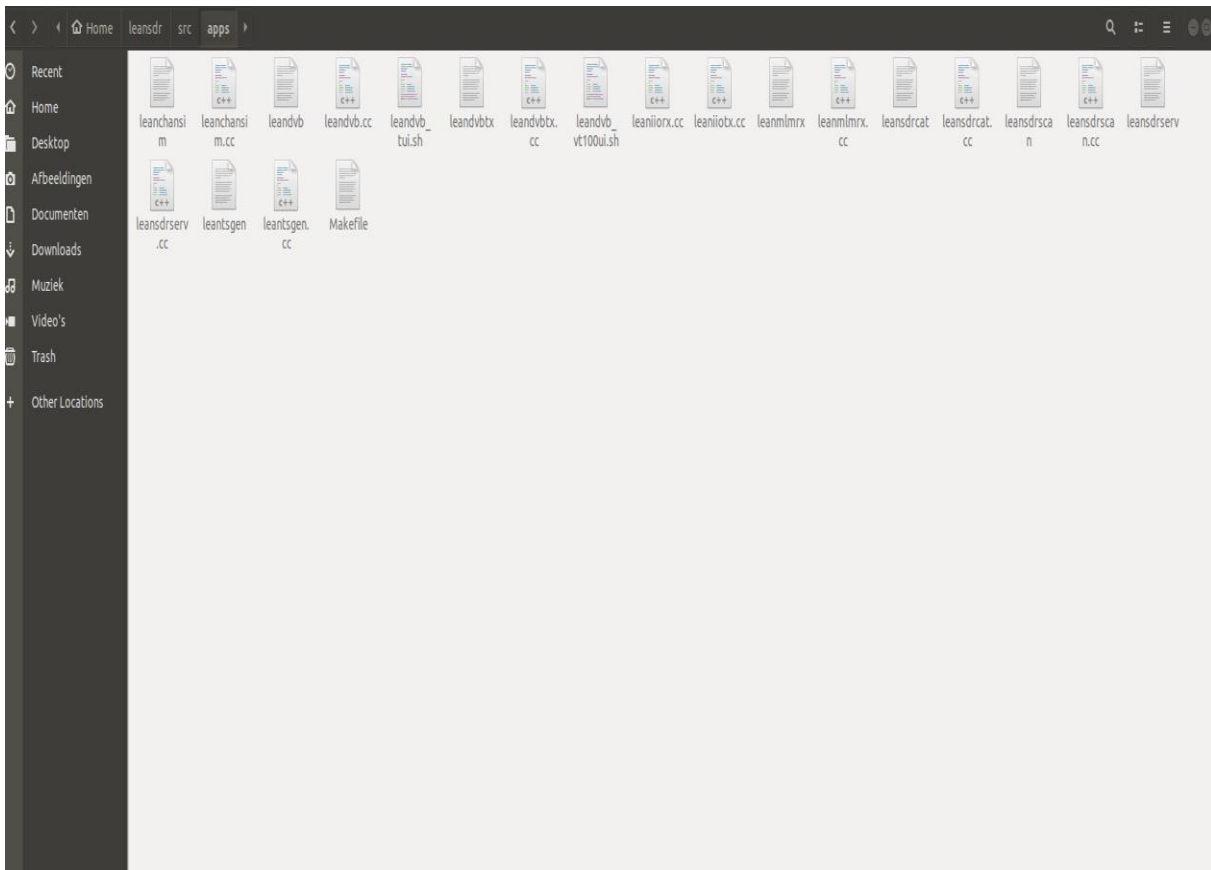 Home leansdr src apps
Recent
Home
Desktop
Afbeeldingen
Documenten
Downloads
Muziek
Video's
Trash
Other Locations
C++ C++ C++ C++ C++ C++ C++ C++
leanchansi leanchansi leandvb leandvb.cc leandvb_ leandvbtx leandvbtx. leandvb_ leaniiorx.cc leaniiotx.cc leanmlmrx leanmlmrx. leansdrcat leansdrcat. leansdrsca leansdrsca leansdrserv
m m.cc tui.sh cc vt100ui.sh cc cc n n.cc
C++ C++
leansdrserv leantsgen leantsgen. Makefile
.cc cc